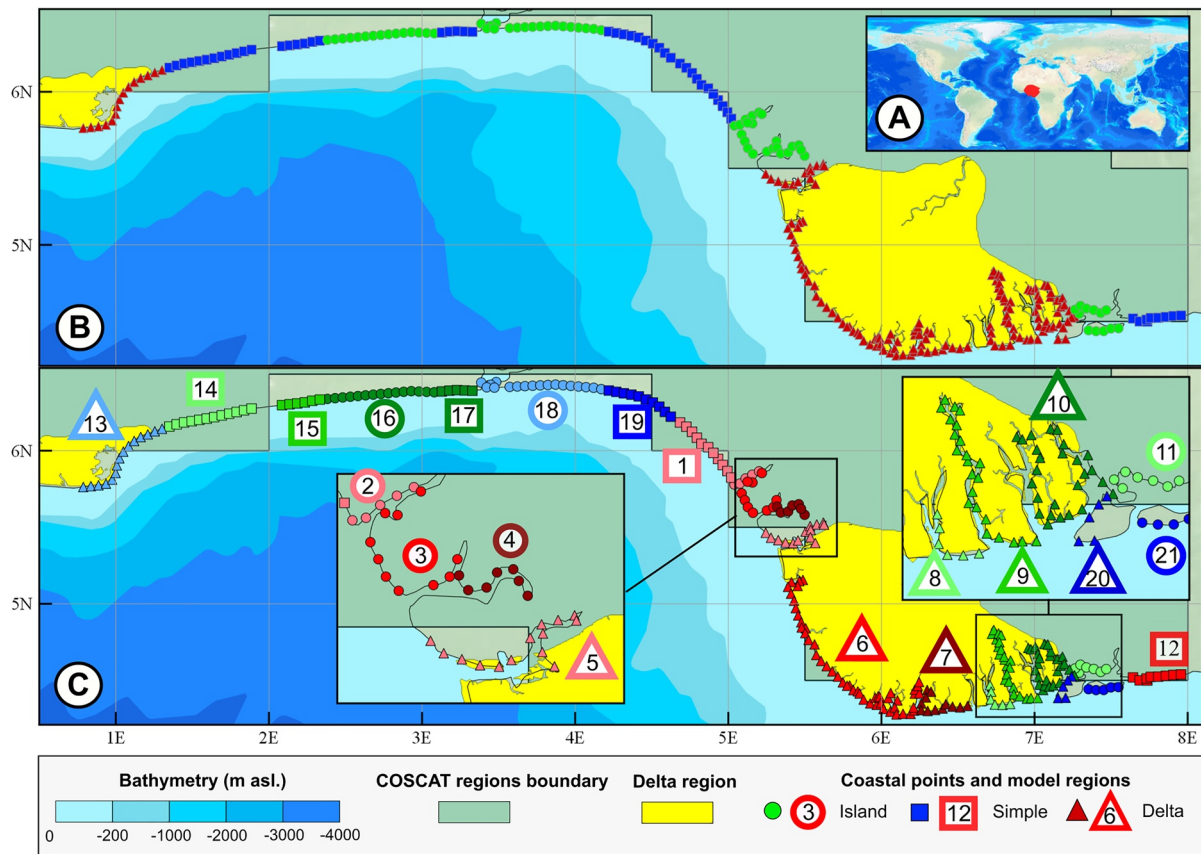 A
6N
5N
B
14
13
15
16
17
18
19
1
6N
5N
2
3
4
5
10
11
8
9
20
21
6
7
12
C
1E 2E 3E 4E 5E 6E 7E 8E
Bathymetry (m asl.)
0 -200 -1000 -2000 -3000 -4000
COSCAT regions boundary
Delta region
Coastal points and model regions
3 Island 12 Simple 6 Delta